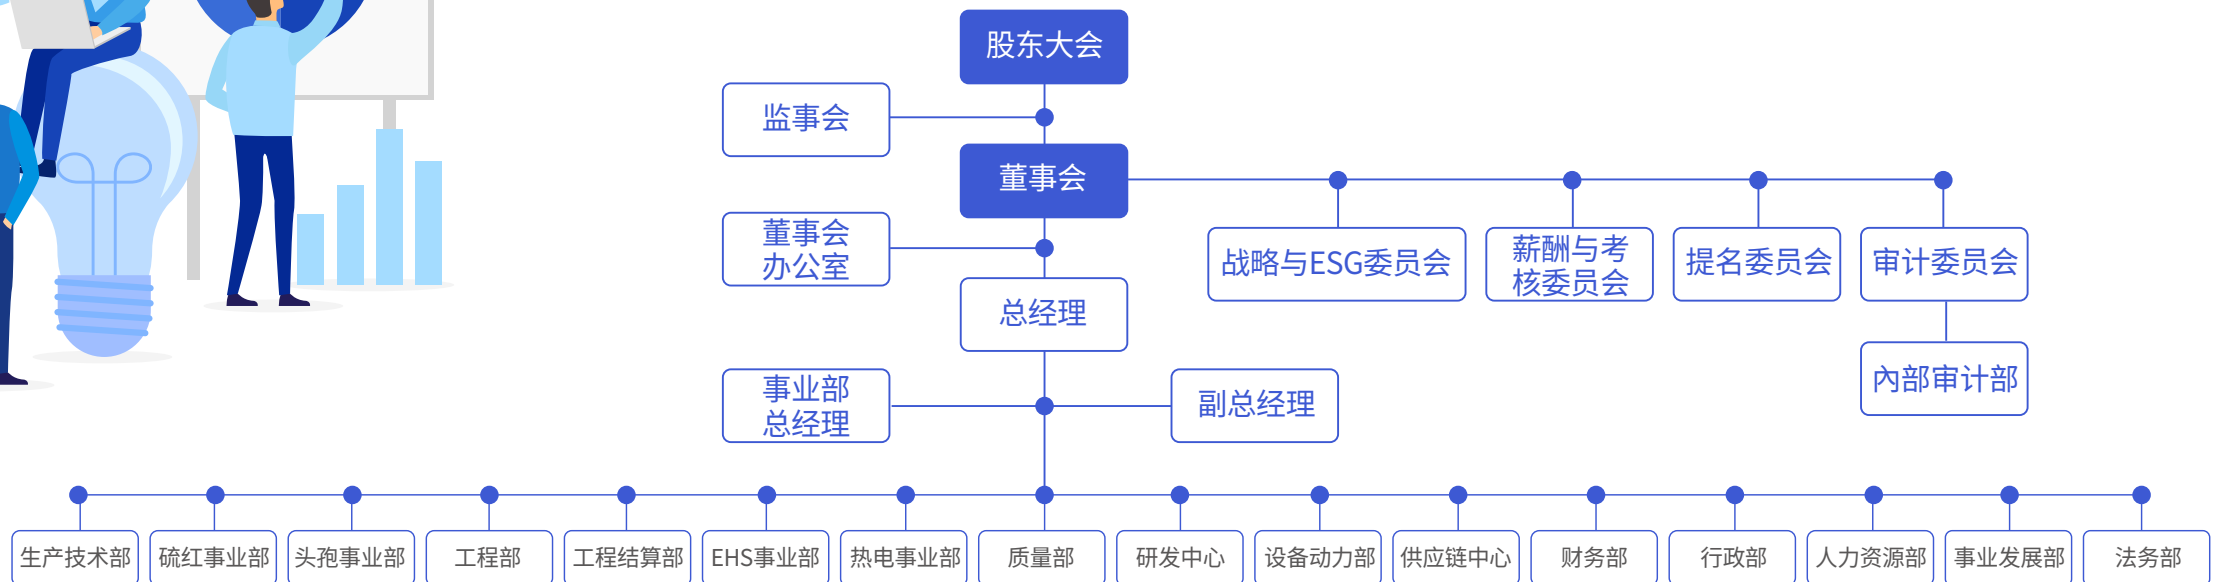 股东大会
监事会
董事会
董事会
办公室
战略与ESG委员会
薪酬与考
核委员会
提名委员会
审计委员会
总经理
內部审计部
事业部
总经理
副总经理
生产技术部
硫红事业部
头孢事业部
工程部
工程结算部
EHS事业部
热电事业部
质量部
研发中心
设备动力部
供应链中心
财务部
行政部
人力资源部
事业发展部
法务部